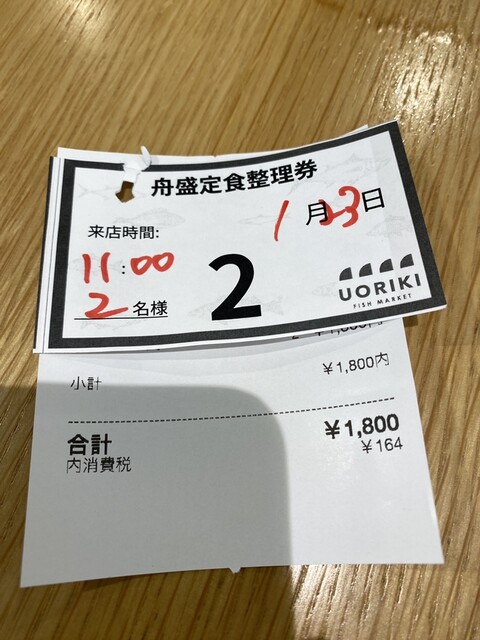 舟盛定食整理券
1月23日
来店時間:
11:00
2名様
2
UORIKI
FISH MARKET
小計 ¥1,800内
合計 ¥1,800
内消費税 ¥164